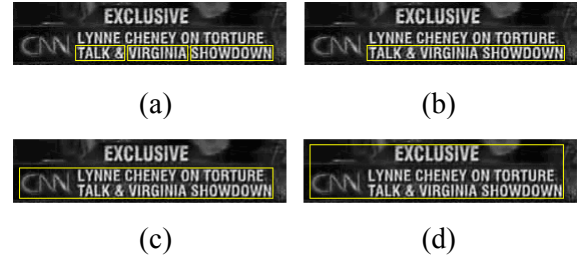 EXCLUSIVE
CNN LYNNE CHENEY ON TORTURE
TALK & VIRGINIA SHOWDOWN
(a)
EXCLUSIVE
CNN LYNNE CHENEY ON TORTURE
TALK & VIRGINIA SHOWDOWN
(b)
EXCLUSIVE
CNN LYNNE CHENEY ON TORTURE
TALK & VIRGINIA SHOWDOWN
(c)
EXCLUSIVE
CNN LYNNE CHENEY ON TORTURE
TALK & VIRGINIA SHOWDOWN
(d)